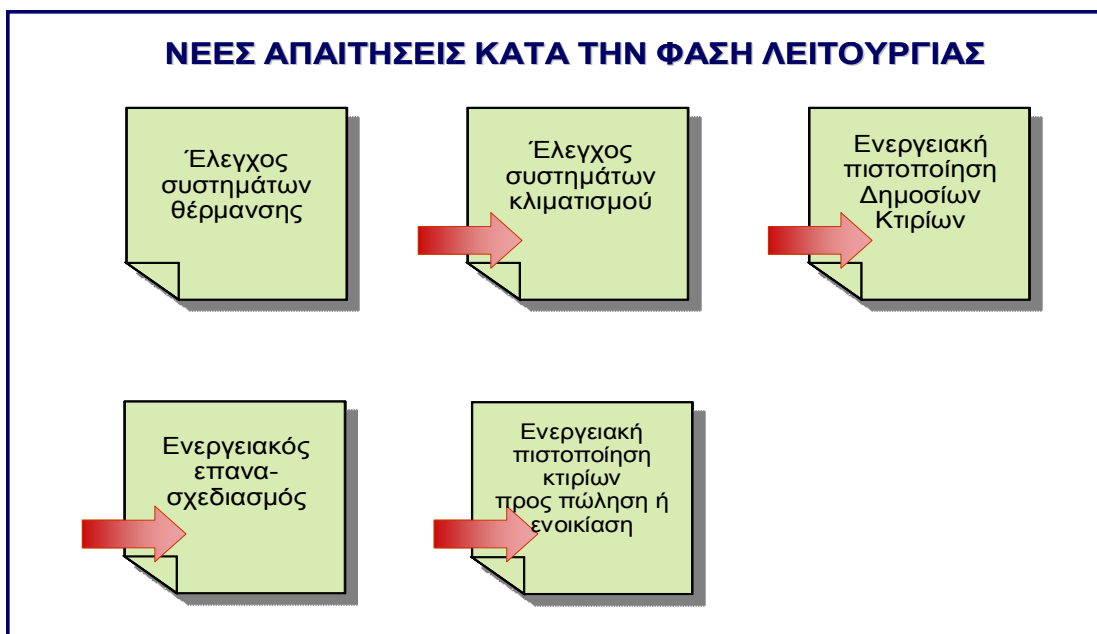 ΝΕΕΣ ΑΠΑΙΤΗΣΕΙΣ ΚΑΤΑ ΤΗΝ ΦΑΣΗ ΛΕΙΤΟΥΡΓΙΑΣ
Έλεγχος
συστημάτων
θέρμανσης
Έλεγχος
συστημάτων
κλιματισμού
Ενεργειακή
πιστοποίηση
Δημοσίων
Κτιρίων
Ενεργειακός
επανα-
σχεδιασμός
Ενεργειακή
πιστοποίηση
κτιρίων
προς πώληση ή
ενοικίαση